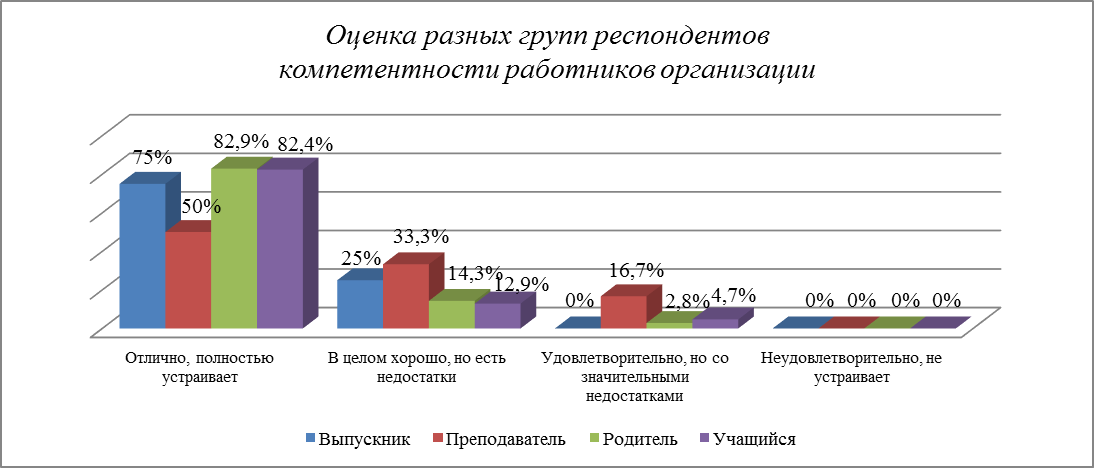 Оценка разных групп респондентов
компетентности работников организации
75%
50%
82,9%
82,4%
25%
33,3%
14,3%
12,9%
0%
16,7%
2,8%
4,7%
0%
0%
0%
0%
Отлично, полностью
устраивает
В целом хорошо, но есть
недостатки
Удовлетворительно, но со
значительными
недостатками
Неудовлетворительно, не
устраивает
Выпускник
Преподаватель
Родитель
Учащийся